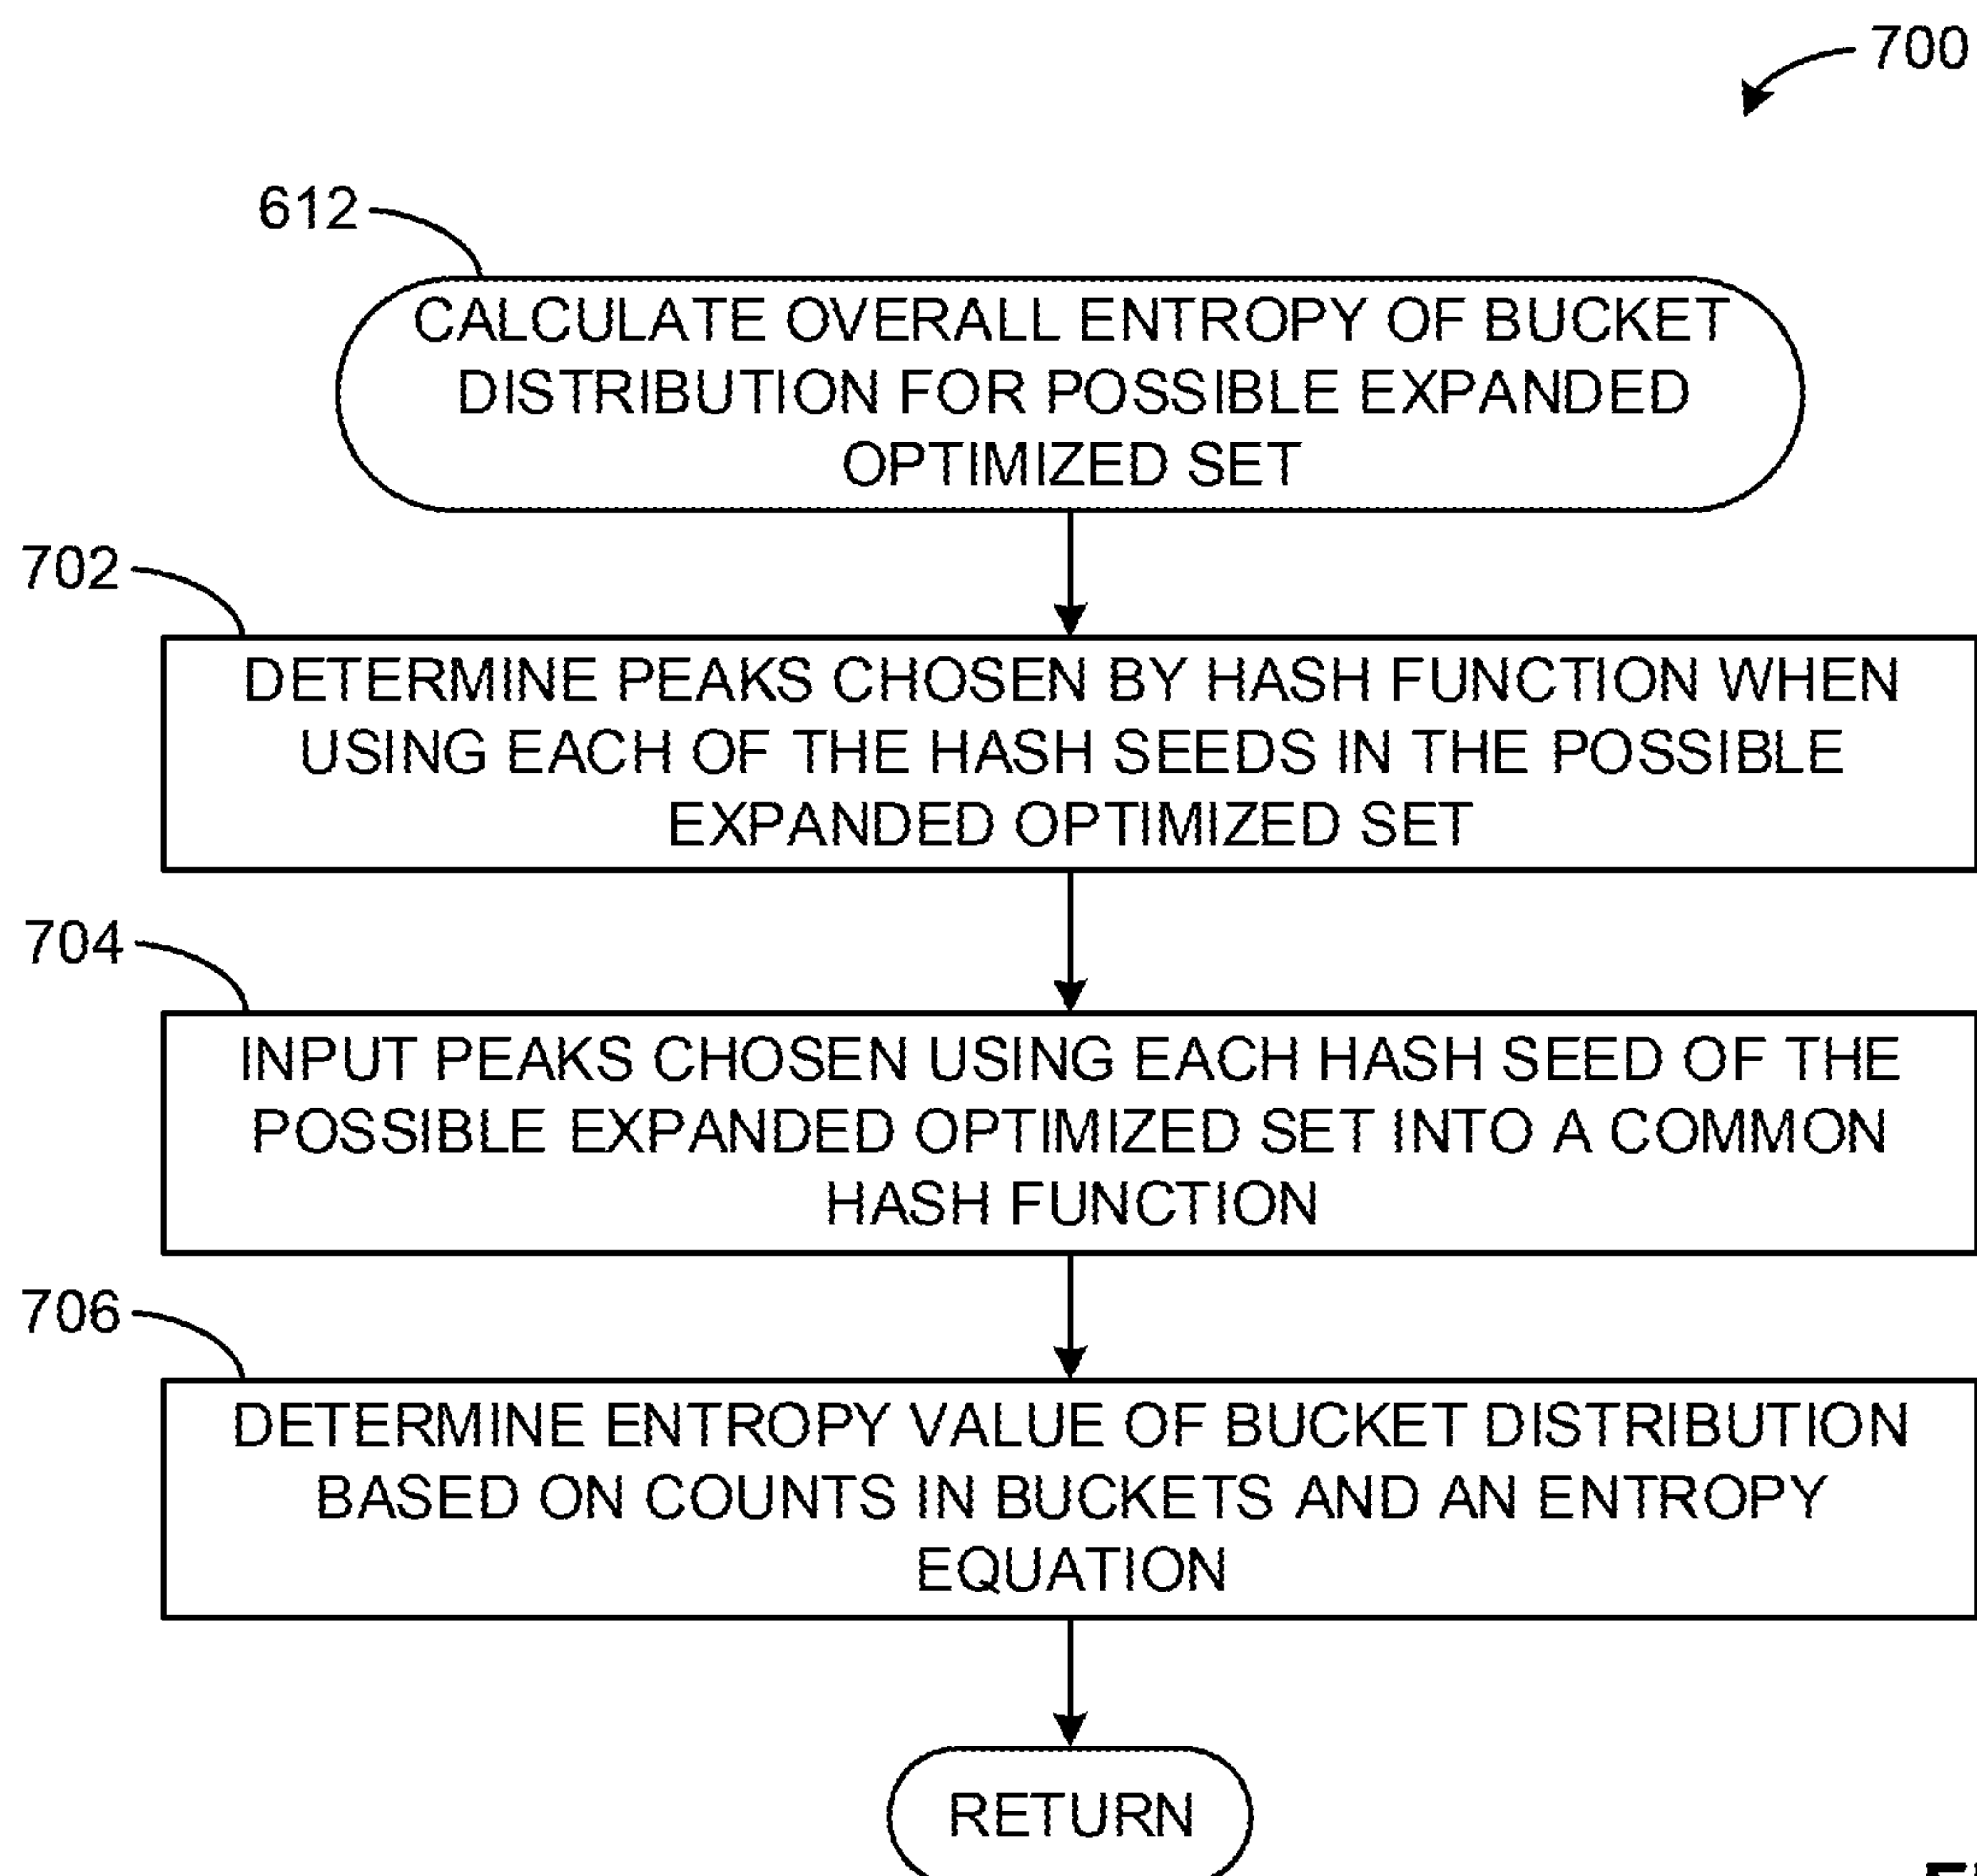 700
612
CALCULATE OVERALL ENTROPY OF BUCKET
DISTRIBUTION FOR POSSIBLE EXPANDED
OPTIMIZED SET
702
DETERMINE PEAKS CHOSEN BY HASH FUNCTION WHEN
USING EACH OF THE HASH SEEDS IN THE POSSIBLE
EXPANDED OPTIMIZED SET
704
INPUT PEAKS CHOSEN USING EACH HASH SEED OF THE
POSSIBLE EXPANDED OPTIMIZED SET INTO A COMMON
HASH FUNCTION
706
DETERMINE ENTROPY VALUE OF BUCKET DISTRIBUTION
BASED ON COUNTS IN BUCKETS AND AN ENTROPY
EQUATION
RETURN